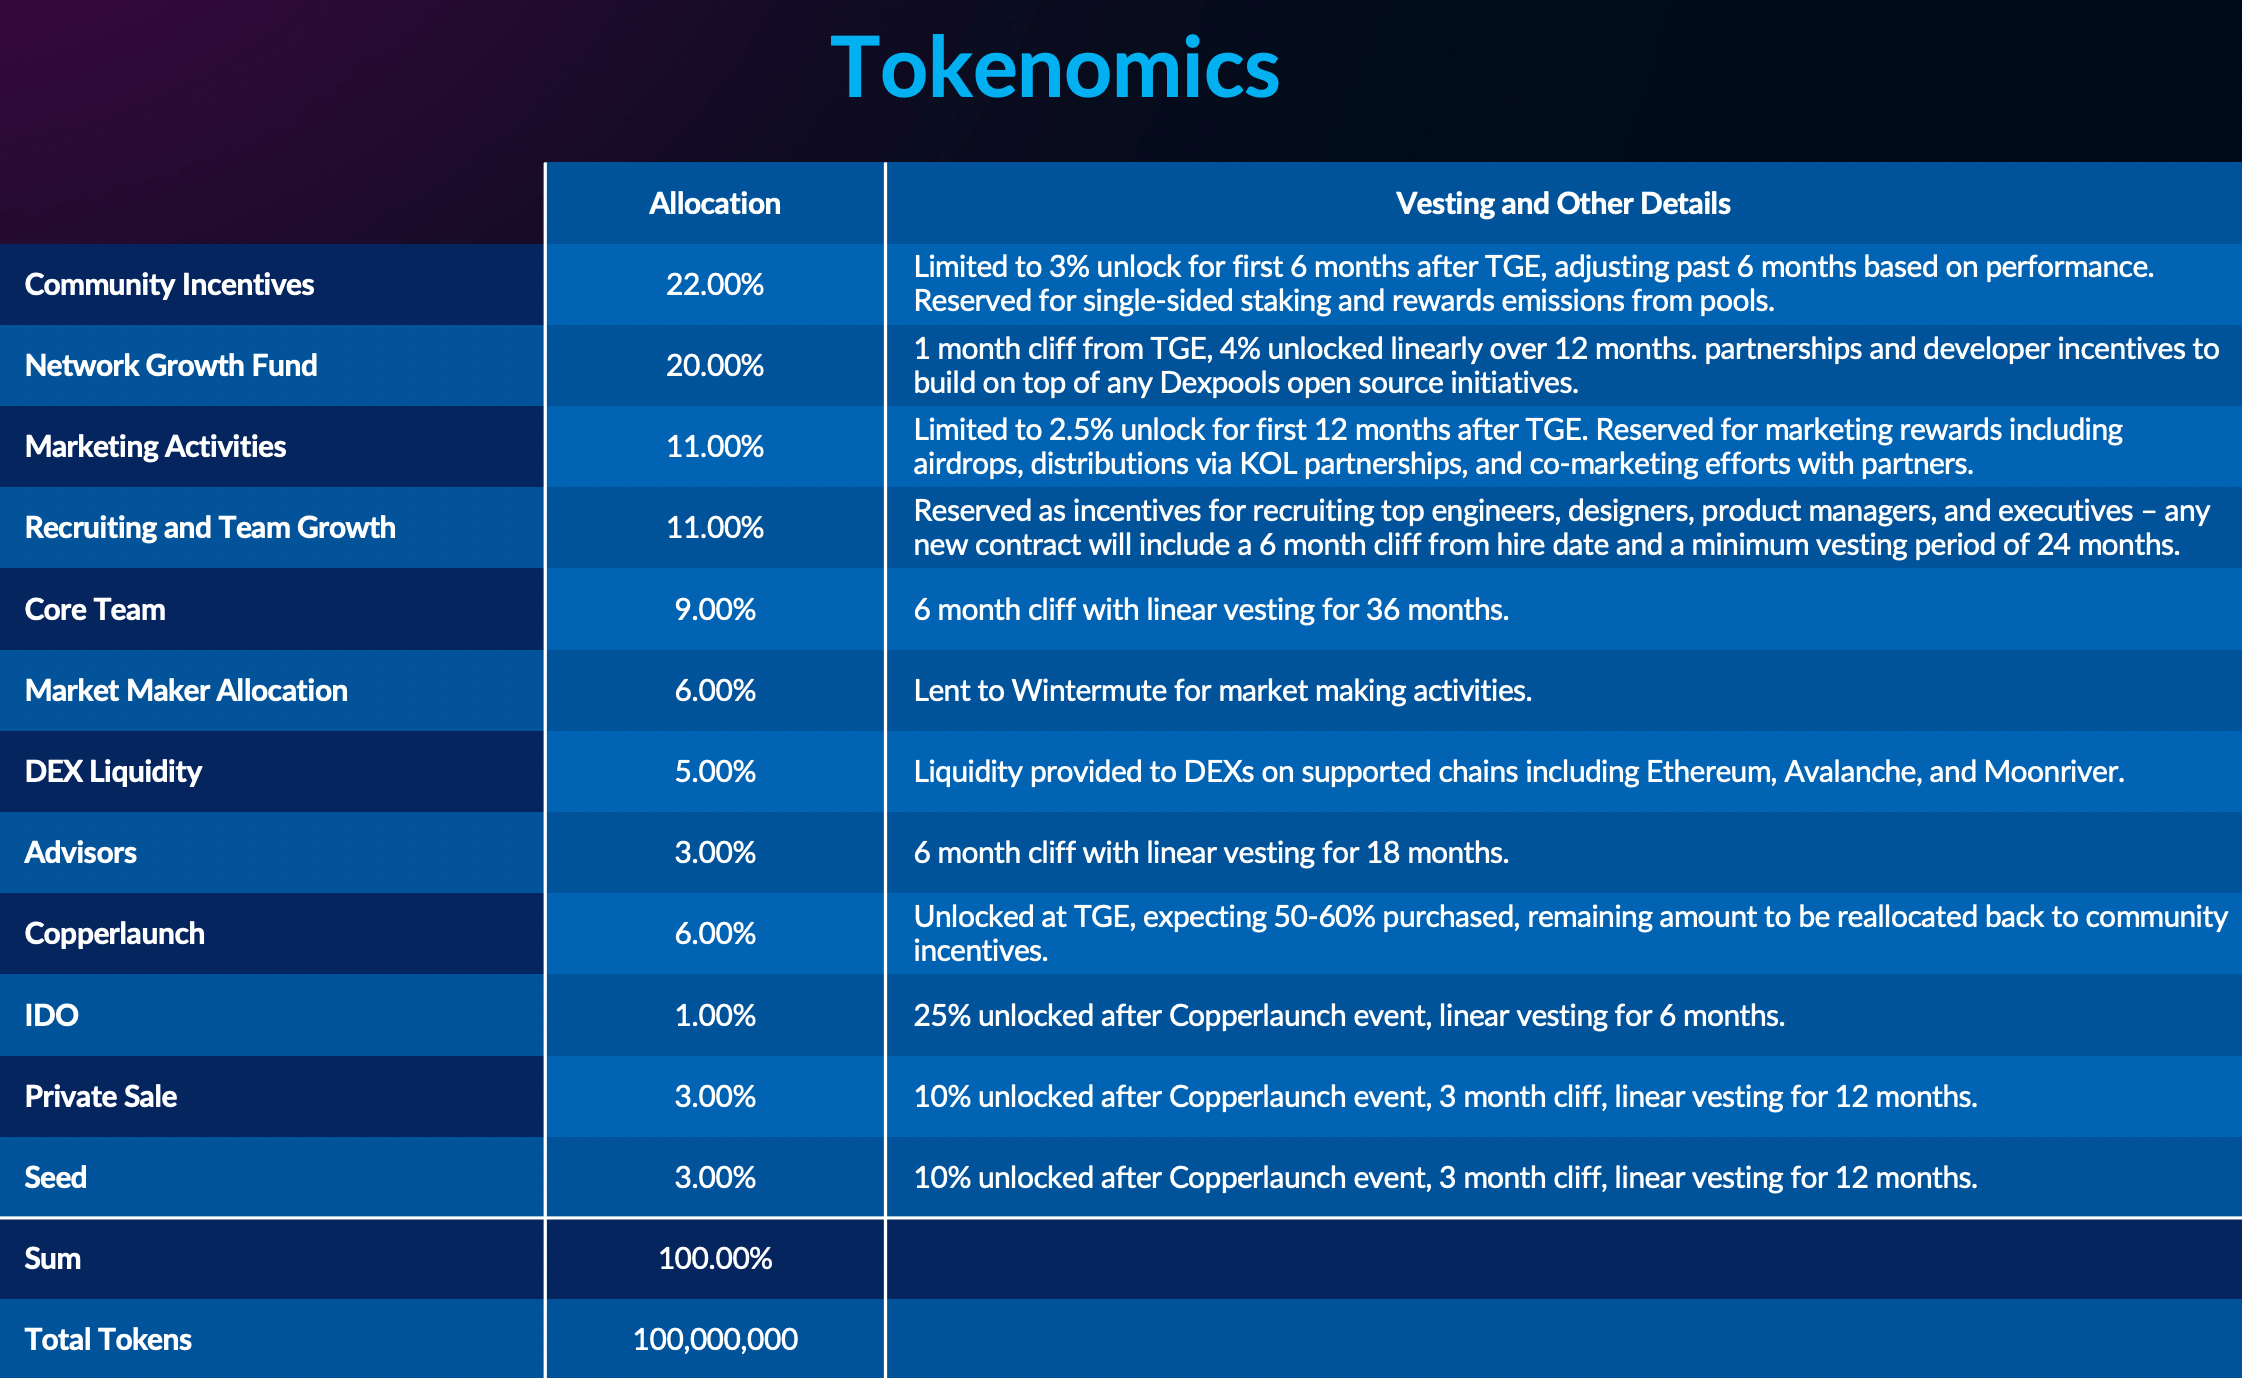 Tokenomics
Allocation
Vesting and Other Details
Community Incentives
22.00%
Limited to 3% unlock for first 6 months after TGE, adjusting past 6 months based on performance.
Reserved for single-sided staking and rewards emissions from pools.
Network Growth Fund
20.00%
1 month cliff from TGE, 4% unlocked linearly over 12 months. partnerships and developer incentives to
build on top of any Dexpools open source initiatives.
Marketing Activities
11.00%
Limited to 2.5% unlock for first 12 months after TGE. Reserved for marketing rewards including
airdrops, distributions via KOL partnerships, and co-marketing efforts with partners.
Recruiting and Team Growth
11.00%
Reserved as incentives for recruiting top engineers, designers, product managers, and executives – any
new contract will include a 6 month cliff from hire date and a minimum vesting period of 24 months.
Core Team
9.00%
6 month cliff with linear vesting for 36 months.
Market Maker Allocation
6.00%
Lent to Wintermute for market making activities.
DEX Liquidity
5.00%
Liquidity provided to DEXs on supported chains including Ethereum, Avalanche, and Moonriver.
Advisors
3.00%
6 month cliff with linear vesting for 18 months.
Copperlaunch
6.00%
Unlocked at TGE, expecting 50-60% purchased, remaining amount to be reallocated back to community
incentives.
IDO
1.00%
25% unlocked after Copperlaunch event, linear vesting for 6 months.
Private Sale
3.00%
10% unlocked after Copperlaunch event, 3 month cliff, linear vesting for 12 months.
Seed
3.00%
10% unlocked after Copperlaunch event, 3 month cliff, linear vesting for 12 months.
Sum
100.00%
Total Tokens
100,000,000